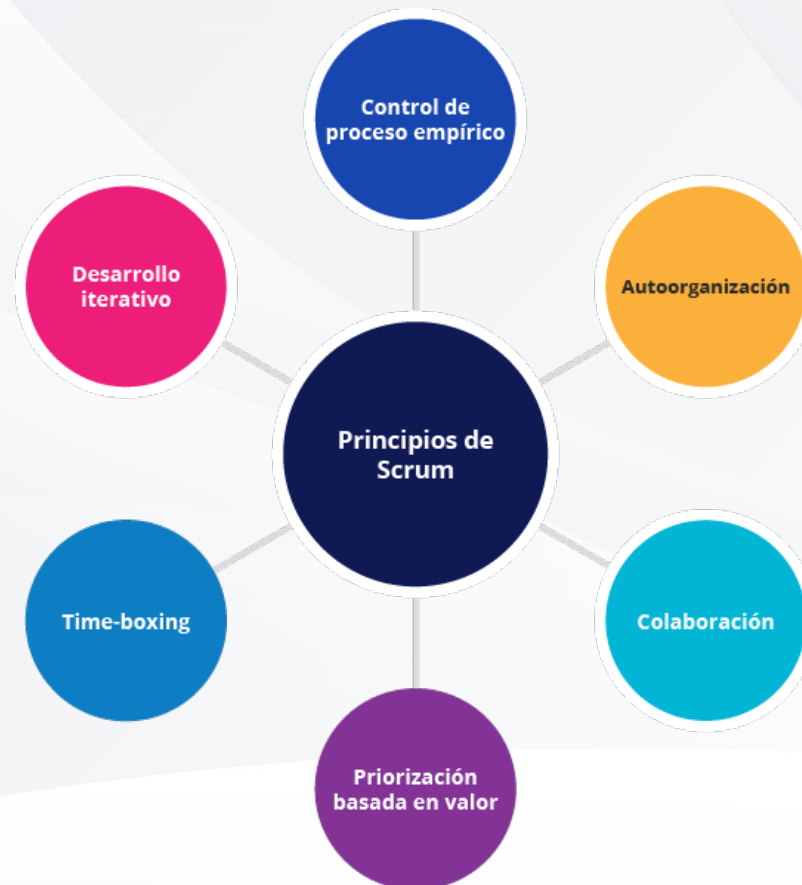 Control de
proceso empírico
Desarrollo
iterativo
Autoorganización
Principios de
Scrum
Time-boxing
Colaboración
Priorización
basada en valor